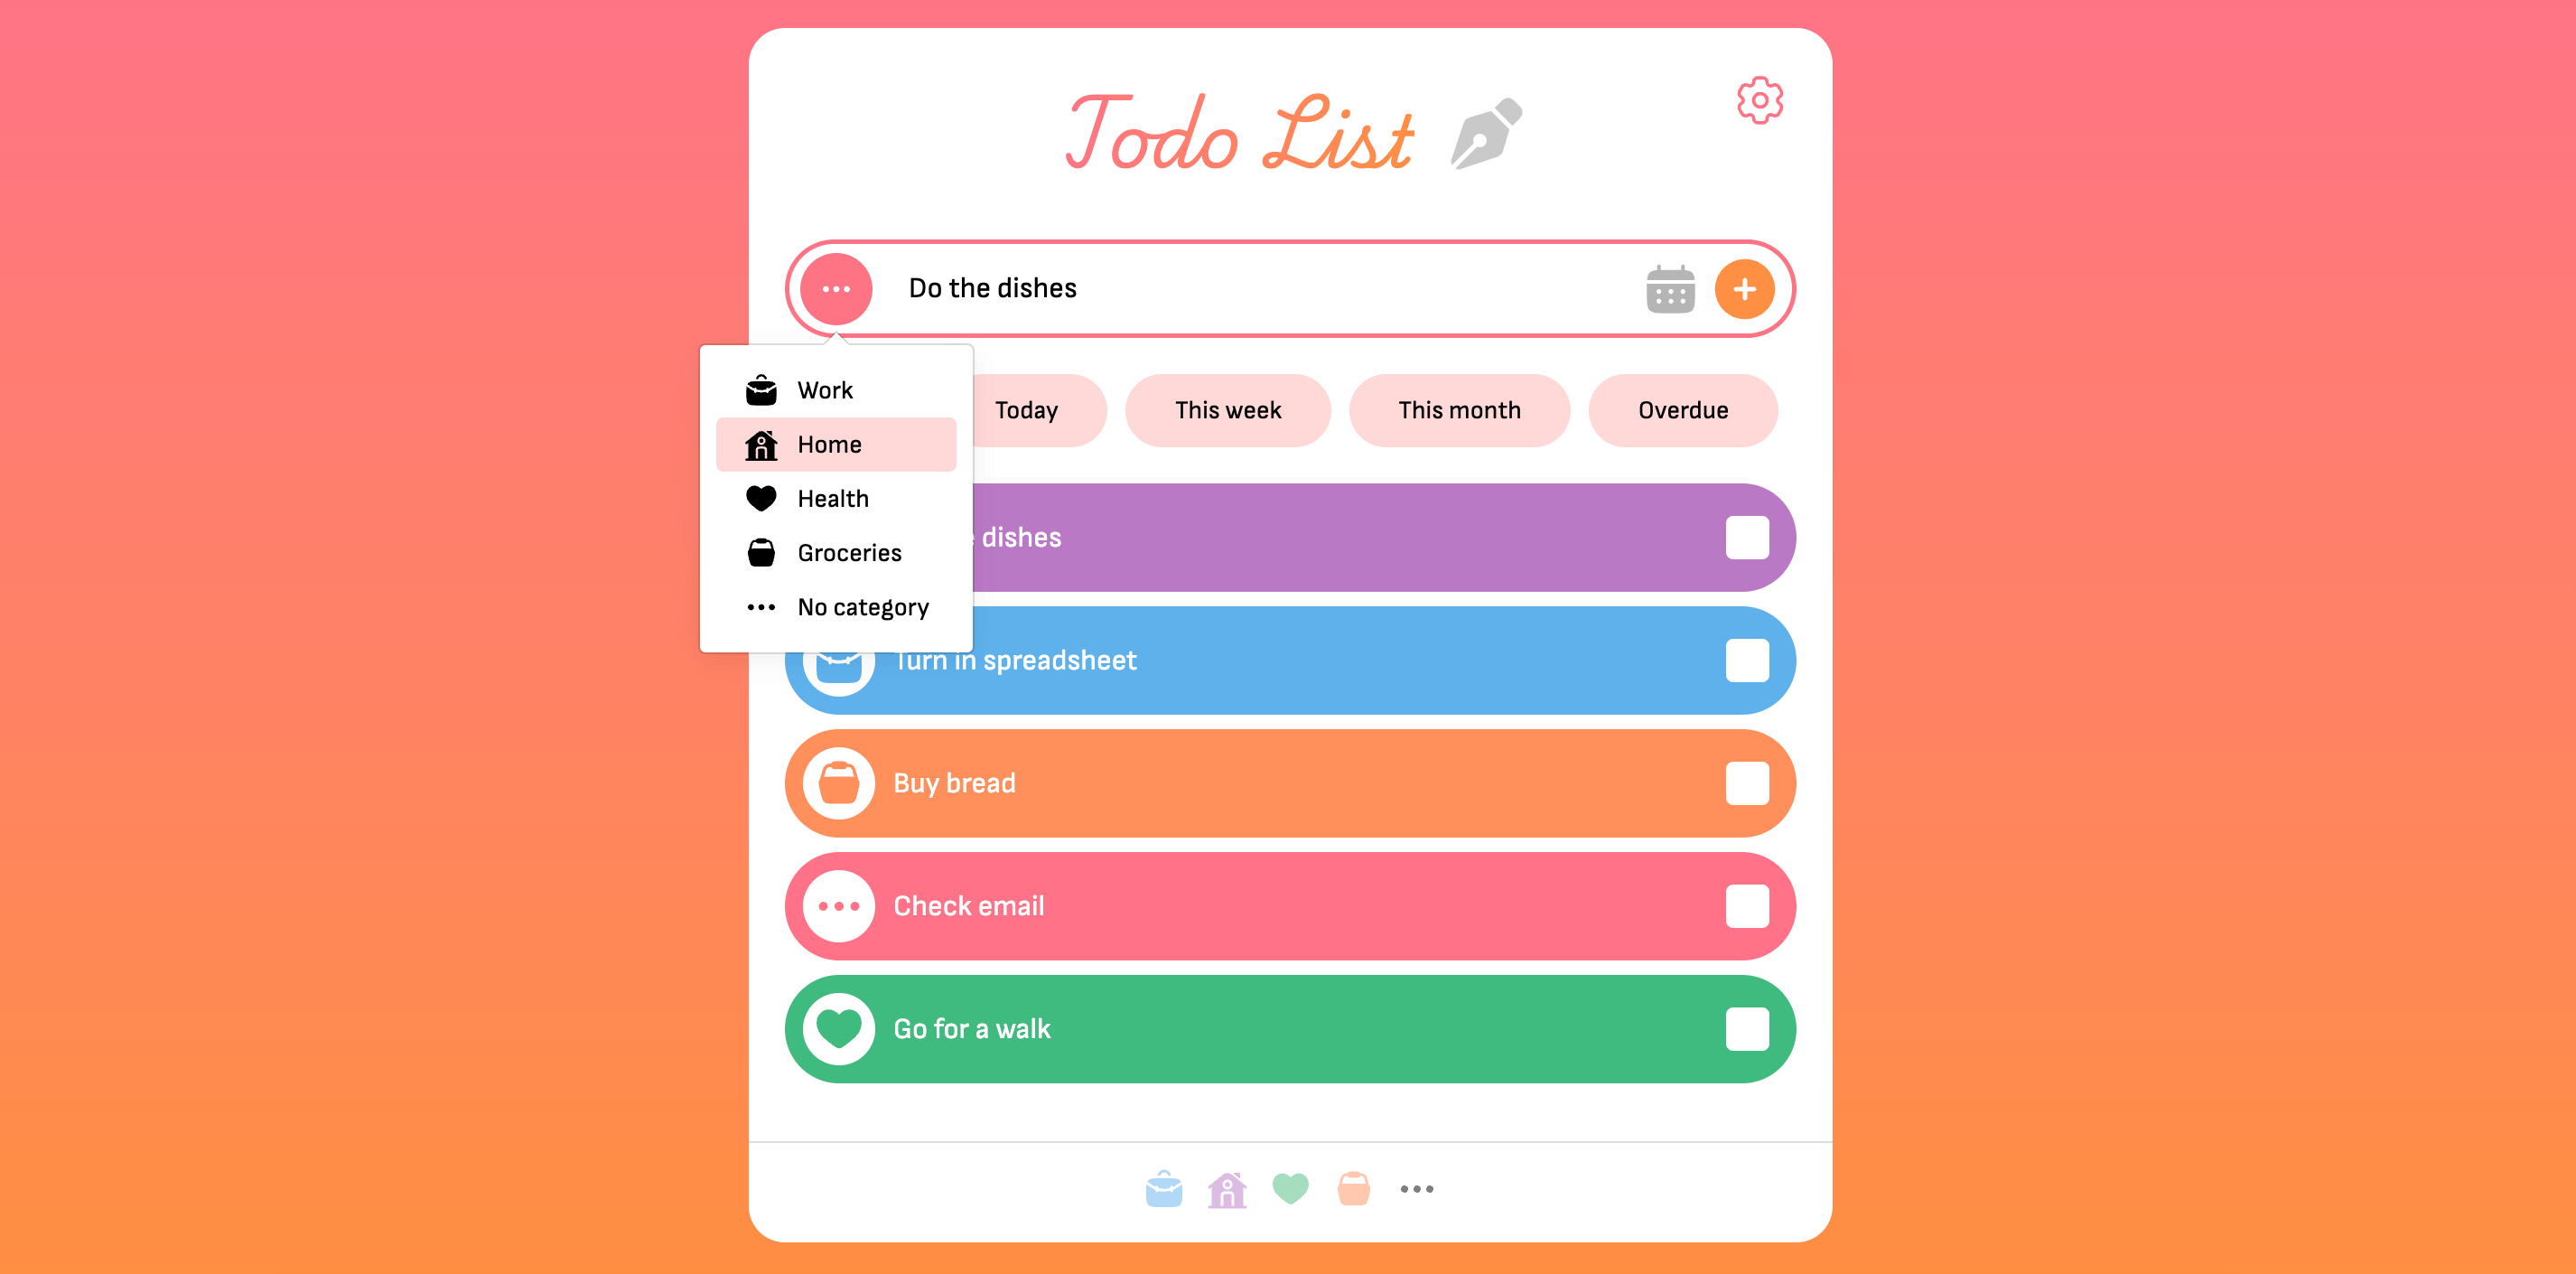 Todo List
Do the dishes
Today
This week
This month
Overdue
Work
Home
Health
Groceries
No category
dishes
Turn in spreadsheet
Buy bread
Check email
Go for a walk